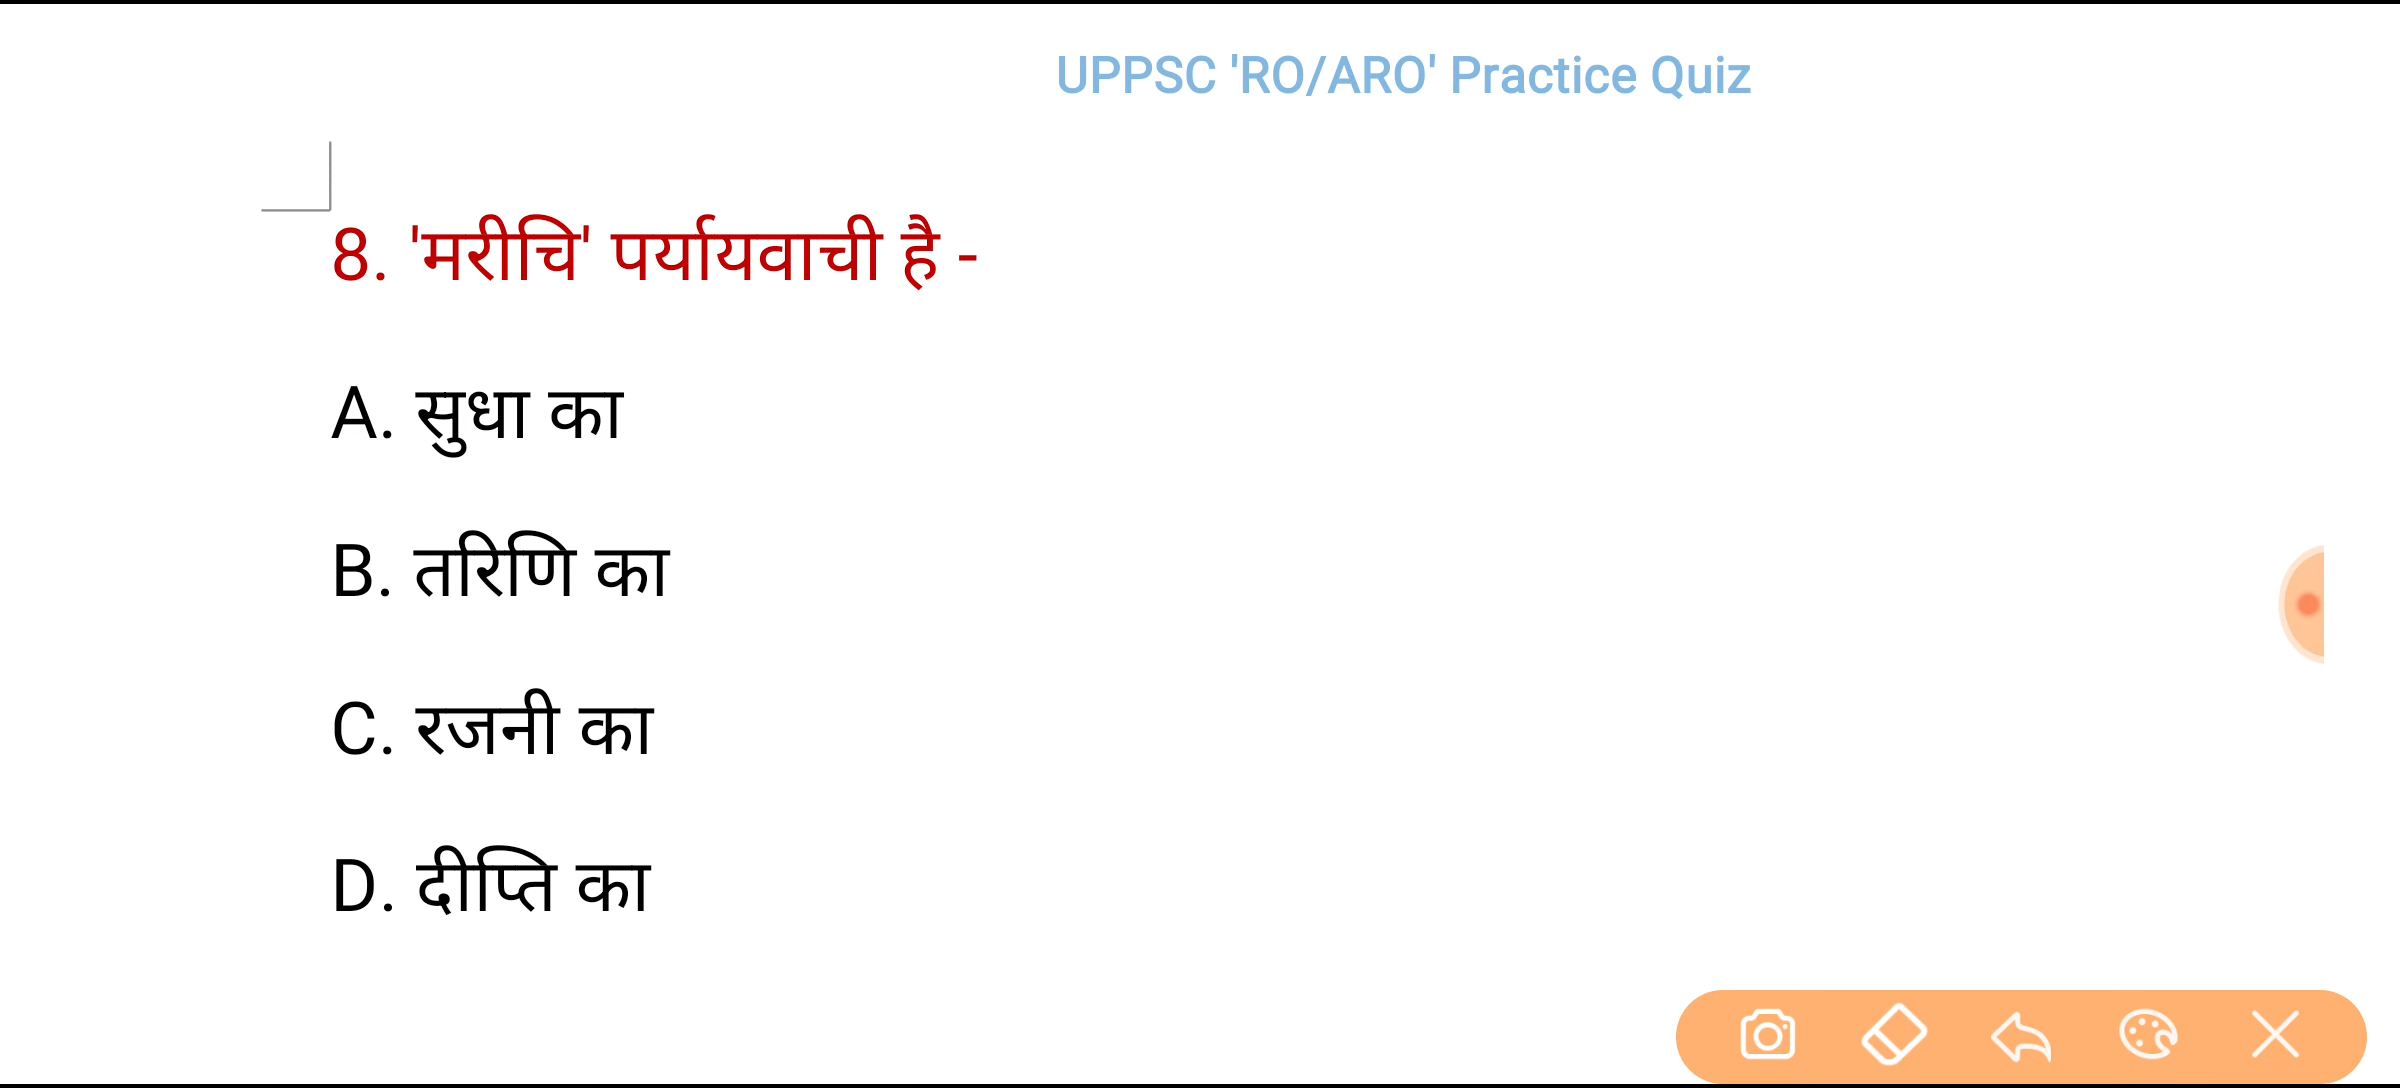 UPPSC 'RO/ARO' Practice Quiz
8. 'मरीचि' पर्यायवाची है -
A. सुधा का
B. तरिणि का
C. रजनी का
D. दीप्ति का